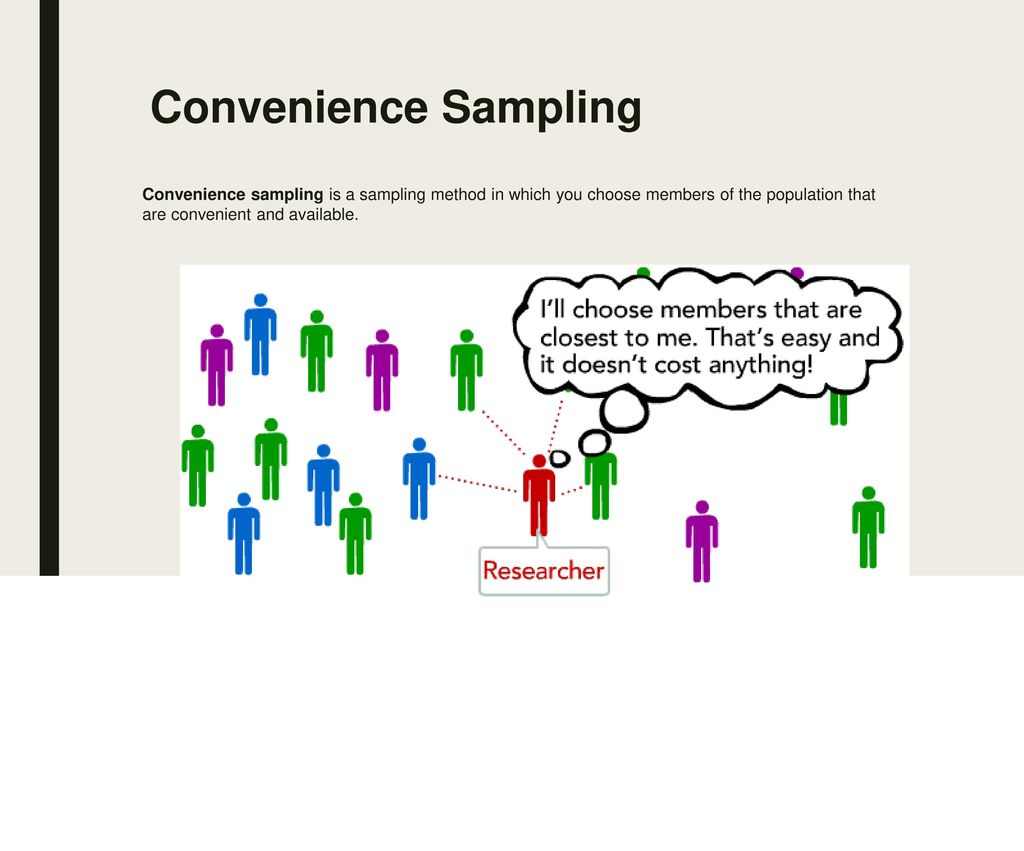 Convenience Sampling
Convenience sampling is a sampling method in which you choose members of the population that
are convenient and available.
I'll choose members that are
closest to me. That's easy and
it doesn't cost anything!
Researcher